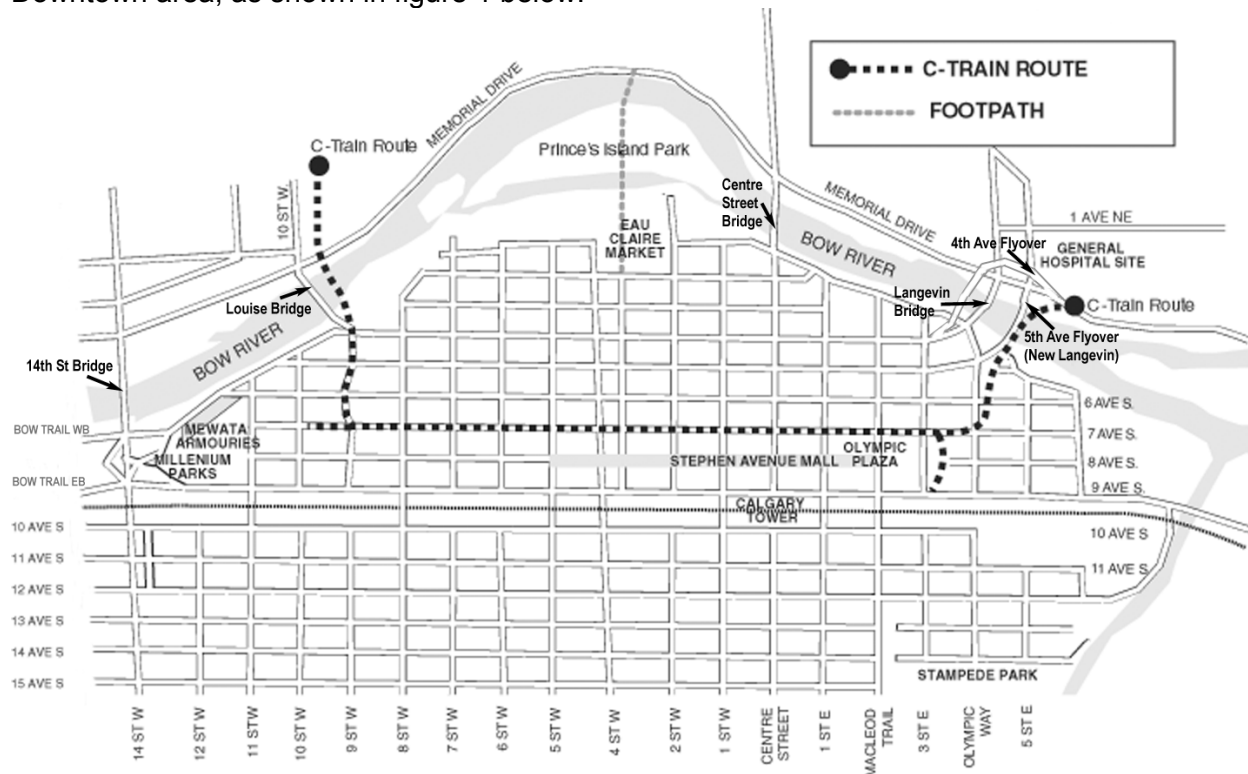 Downtown area, as shown in figure 1 below.
C-TRAIN ROUTE
FOOTPATH
C-Train Route
MEMORIAL DRIVE
Prince's Island Park
10 ST W.
Centre
Street
Bridge
MEMORIAL DRIVE
1 AVE NE
EAU
CLAIRE
MARKET
BOW RIVER
4th Ave Flyover
GENERAL
HOSPITAL SITE
Louise Bridge
Langevin
Bridge
C-Train Route
5th Ave Flyover
(New Langevin)
BOW RIVER
14th St Bridge
6 AVE S.
BOW TRAIL WB
MEWATA
ARMOURIES
7 AVE S.
MILLENIUM
PARKS
STEPHEN AVENUE MALL
OLYMPIC
PLAZA
8 AVE S.
BOW TRAIL EB
9 AVE S.
CALGARY
TOWER
10 AVE S
10 AVE S
11 AVE S
11 AVE S
12 AVE S
13 AVE S
14 AVE S
15 AVE S
STAMPEDE PARK
14 ST W
12 ST W
11 ST W
10 ST W
9 ST W
8 ST W
7 ST W
6 ST W
5 ST W
4 ST W
2 ST W
1 ST W
CENTRE
STREET
1 ST E
MACLEOD
TRAIL
3 ST E
OLYMPIC
WAY
5 ST E